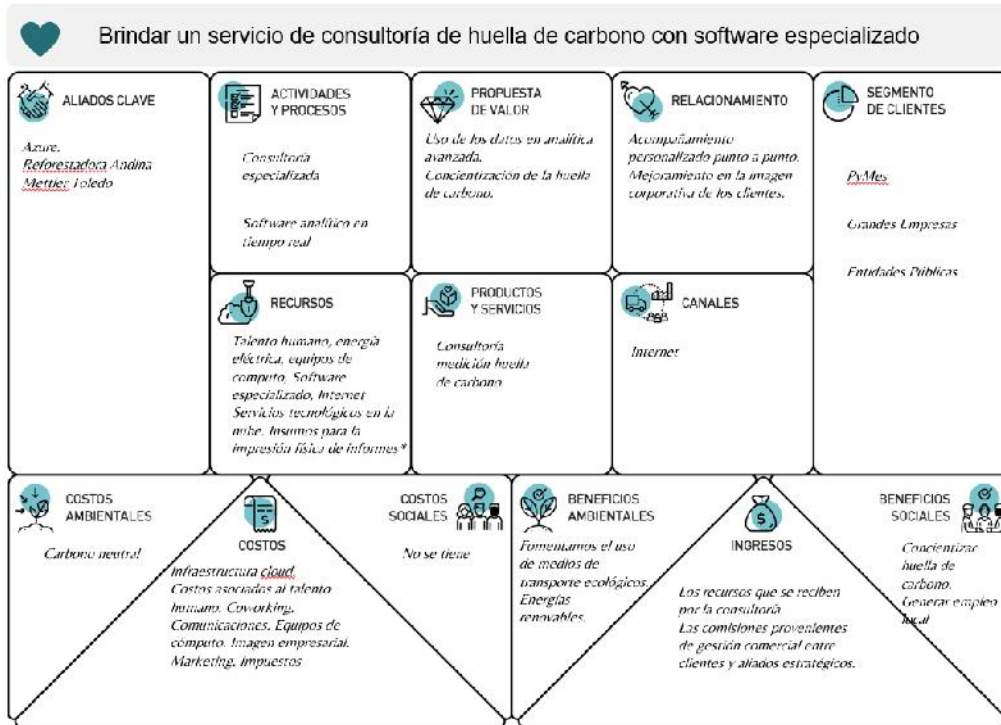 Brindar un servicio de consultoría de huella de carbono con software especializado
ALIADOS CLAVE
Azure.
Reforestadora Andina
Mettler Toledo
ACTIVIDADES
Y PROCESOS
Consultoría
especializada
Software analítico en
tiempo real
PROPUESTA
DE VALOR
Uso de los datos en analítica
avanzada.
Concientización de la huella
de carbono.
RELACIONAMIENTO
Acompañamiento
personalizado punto a punto.
Mejoramiento en la imagen
corporativa de los clientes.
SEGMENTO
DE CLIENTES
PyMes
Grandes Empresas
Entidades Públicas
RECURSOS
Talento humano, energía
eléctrica, equipos de
computo, Software
especializado, Internet
Servicios tecnológicos en la
nube. Insumos para la
impresión física de informes*
PRODUCTOS
Y SERVICIOS
Consultoría
medición huella
de carbono
CANALES
Internet
COSTOS
AMBIENTALES
Carbono neutral
COSTOS
Infraestructura cloud.
Costos asociados al talento
humano. Coworking.
Comunicaciones. Equipos de
cómputo. Imagen empresarial.
Marketing. Impuestos
COSTOS
SOCIALES
No se tiene
BENEFICIOS
AMBIENTALES
Fomentamos el uso
de medios de
transporte ecológicos.
Energías
renovables.
INGRESOS
Los recursos que se reciben
por la consultoría
Las comisiones provenientes
de gestión comercial entre
clientes y aliados estratégicos.
BENEFICIOS
SOCIALES
Concientizar
huella de
carbono.
Generar empleo
local